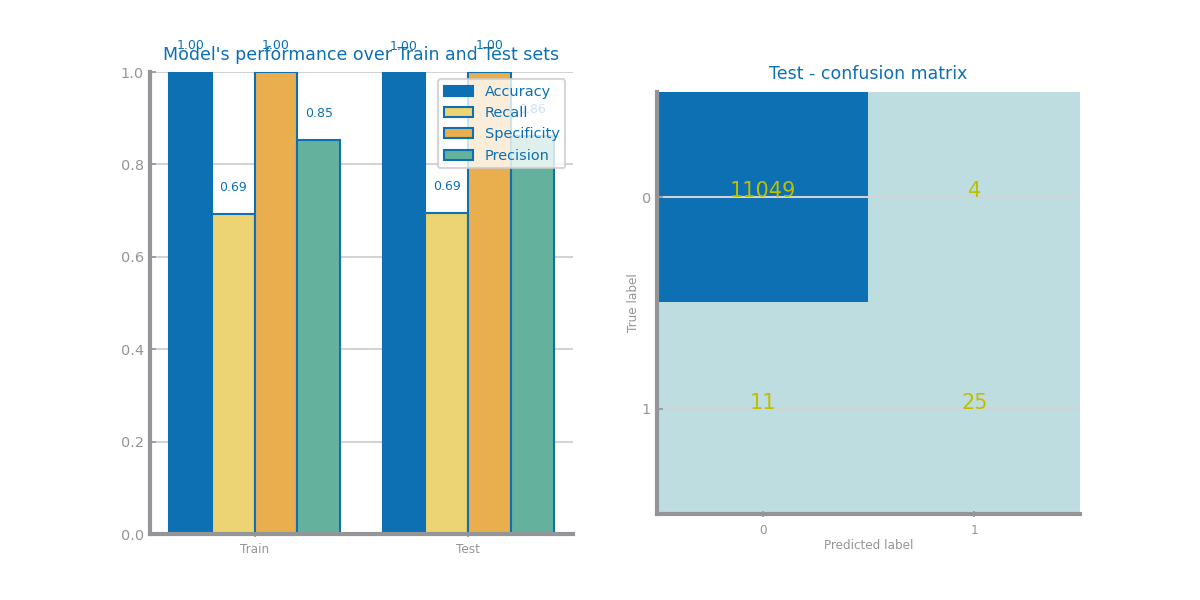 1.00 1.00 1.00 1.00
Model's performance over Train and Test sets
1.0
0.8
0.6
0.4
0.2
0.0
0.69
0.85
0.69
.86
Accuracy
Recall
Specificity
Precision
Train
Test
Test - confusion matrix
True label
0
1
11049 4
11 25
0 1
Predicted label